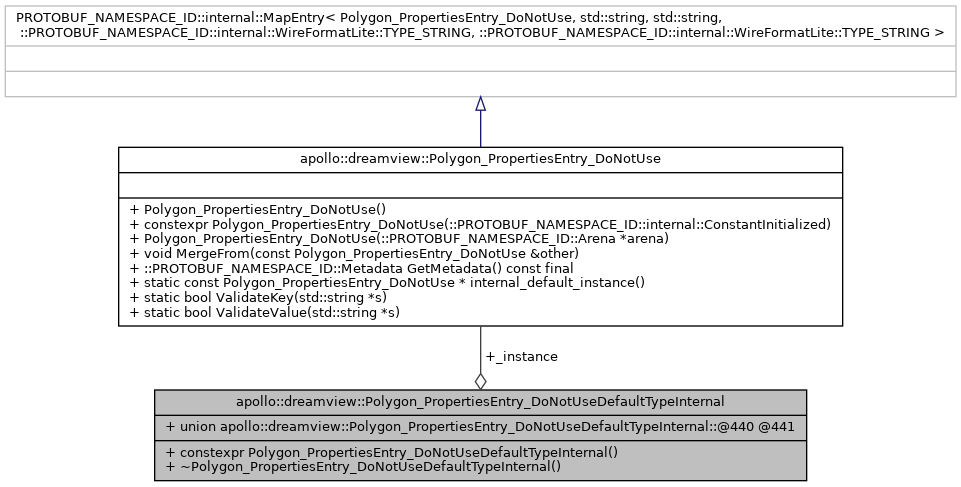 PROTOBUF_NAMESPACE_ID::internal::MapEntry< Polygon_PropertiesEntry_DoNotUse, std::string, std::string,
::PROTOBUF_NAMESPACE_ID::internal::WireFormatLite::TYPE_STRING, ::PROTOBUF_NAMESPACE_ID::internal::WireFormatLite::TYPE_STRING >
apollo::dreamview::Polygon_PropertiesEntry_DoNotUse
+ Polygon_PropertiesEntry_DoNotUse()
+ constexpr Polygon_PropertiesEntry_DoNotUse(::PROTOBUF_NAMESPACE_ID::internal::ConstantInitialized)
+ Polygon_PropertiesEntry_DoNotUse(::PROTOBUF_NAMESPACE_ID::Arena *arena)
+ void MergeFrom(const Polygon_PropertiesEntry_DoNotUse &other)
+ ::PROTOBUF_NAMESPACE_ID::Metadata GetMetadata() const final
+ static const Polygon_PropertiesEntry_DoNotUse * internal_default_instance()
+ static bool ValidateKey(std::string *s)
+ static bool ValidateValue(std::string *s)
+_instance
apollo::dreamview::Polygon_PropertiesEntry_DoNotUseDefaultTypeInternal
+ union apollo::dreamview::Polygon_PropertiesEntry_DoNotUseDefaultTypeInternal::@440 @441
+ constexpr Polygon_PropertiesEntry_DoNotUseDefaultTypeInternal()
+ ~Polygon_PropertiesEntry_DoNotUseDefaultTypeInternal()